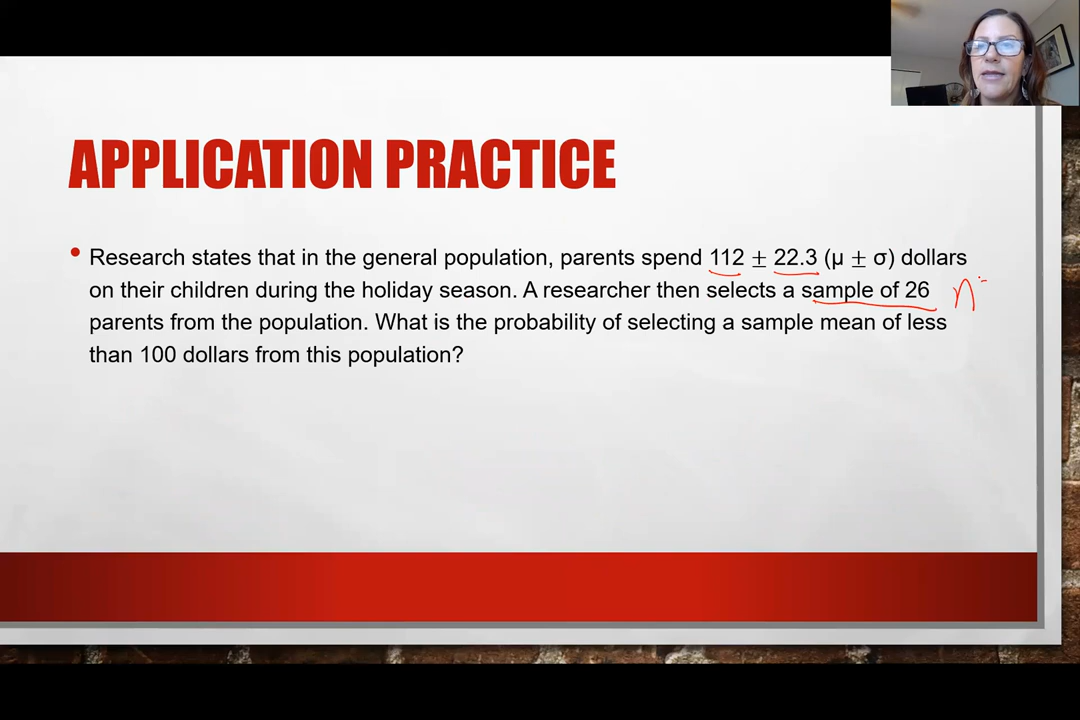 APPLICATION PRACTICE
• Research states that in the general population, parents spend 112 ± 22.3 (μ ± σ) dollars
on their children during the holiday season. A researcher then selects a sample of 26 n
parents from the population. What is the probability of selecting a sample mean of less
than 100 dollars from this population?